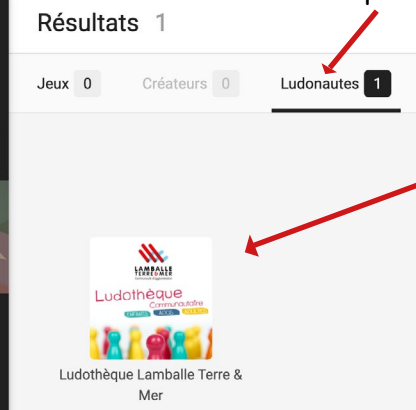 Résultats 1
Jeux 0 Créateurs 0 Ludonautes 1
LAMBALLE
TERRE&MER
Ludothèque
Communautaire
ENFANTS ADOS ADULTES
Ludothèque Lamballe Terre &
Mer